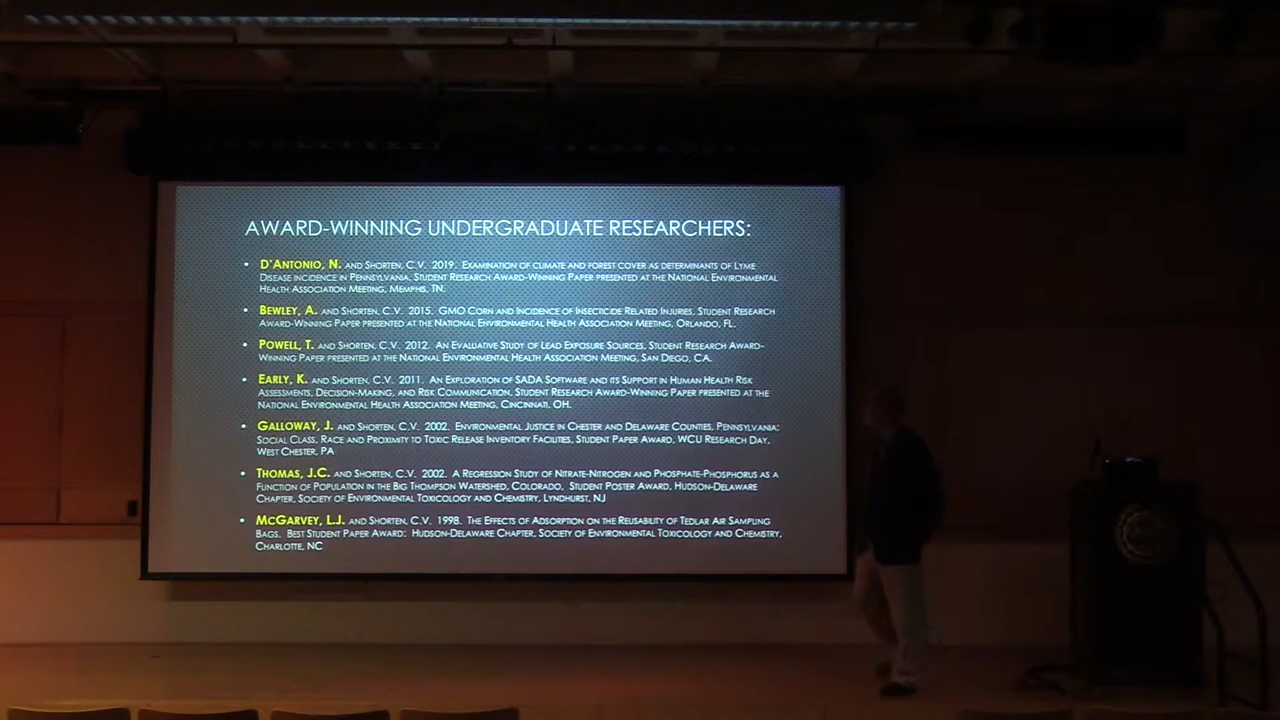 AWARD-WINNING UNDERGRADUATE RESEARCHERS:
• D'ANTONIO, N. AND SHORTEN, C.V. 2019. EXAMINATION OF CLIMATE AND FOREST COVER AS DETERMINANTS OF LYME
DISEASE INCIDENCE IN PENNSYLVANIA. STUDENT RESEARCH AWARD-WINNING PAPER PRESENTED AT THE NATIONAL ENVIRONMENTAL
HEALTH ASSOCIATION MEETING, MEMPHIS, TN.
• BEWLEY, A. AND SHORTEN, C.V. 2015. GMO CORN AND INCIDENCE OF INSECTICIDE RELATED INJURIES, STUDENT RESEARCH
AWARD-WINNING PAPER PRESENTED AT THE NATIONAL ENVIRONMENTAL HEALTH ASSOCIATION MEETING, ORLANDO, FL.
• POWELL, T. AND SHORTEN, C.V. 2012. AN EVALUATIVE STUDY OF LEAD EXPOSURE SOURCES, STUDENT RESEARCH AWARD-
WINNING PAPER PRESENTED AT THE NATIONAL ENVIRONMENTAL HEALTH ASSOCIATION MEETING, SAN DIEGO, CA.
• EARLY, K. AND SHORTEN, C.V. 2011. AN EXPLORATION OF SADA SOFTWARE AND ITS SUPPORT IN HUMAN HEALTH RISK
ASSESSMENTS, DECISION-MAKING, AND RISK COMMUNICATION, STUDENT RESEARCH AWARD-WINNING PAPER PRESENTED AT THE
NATIONAL ENVIRONMENTAL HEALTH ASSOCIATION MEETING, CINCINNATI, OH.
• GALLOWAY, J. AND SHORTEN, C.V. 2002. ENVIRONMENTAL JUSTICE IN CHESTER AND DELAWARE COUNTIES, PENNSYLVANIA:
SOCIAL CLASS, RACE AND PROXIMITY TO TOXIC RELEASE INVENTORY FACILITIES, STUDENT PAPER AWARD, WCU RESEARCH DAY,
WEST CHESTER, PA
• THOMAS, J.C. AND SHORTEN, C.V. 2002. A REGRESSION STUDY OF NITRATE-NITROGEN AND PHOSPHATE-PHOSPHORUS AS A
FUNCTION OF POPULATION IN THE BIG THOMPSON WATERSHED, COLORADO. STUDENT POSTER AWARD, HUDSON-DELAWARE
CHAPTER, SOCIETY OF ENVIRONMENTAL TOXICOLOGY AND CHEMISTRY, LYNDHURST, NJ
• MCGARVEY, L.J. AND SHORTEN, C.V. 1998. THE EFFECTS OF ADSORPTION ON THE REUSABILITY OF TEDLAR AIR SAMPLING
BAGS. BEST STUDENT PAPER AWARD: HUDSON-DELAWARE CHAPTER, SOCIETY OF ENVIRONMENTAL TOXICOLOGY AND CHEMISTRY,
CHARLOTTE, NC